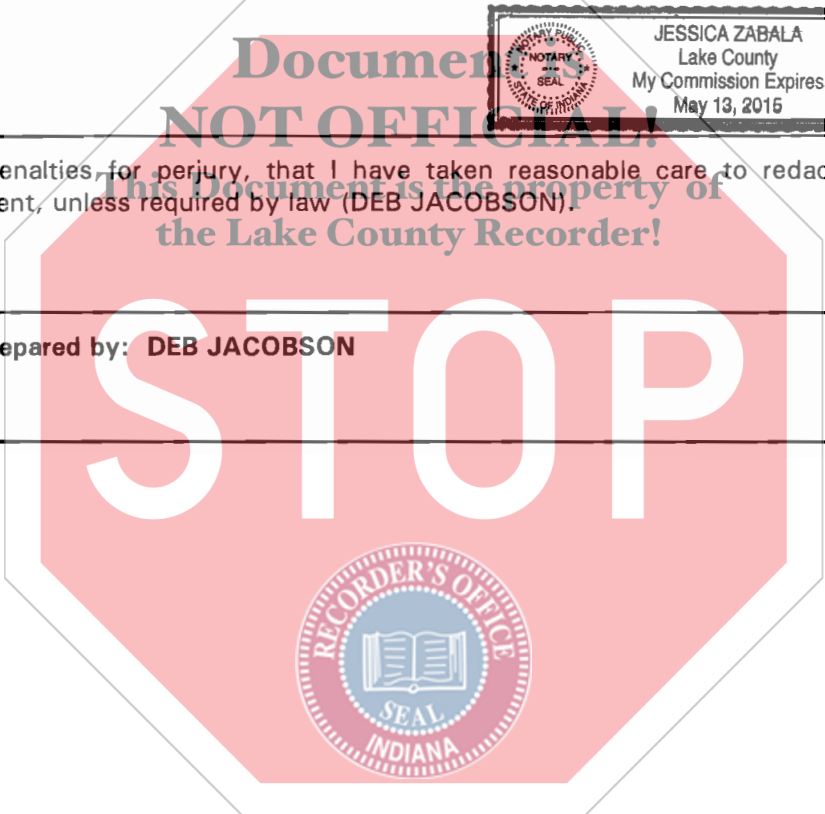 JESSICA ZABALA
Lake County
My Commission Expires
May 13, 2015
NOTARY PUBLIC
NOTARY
SEAL
STATE OF INDIANA
Document is
NOT OFFICIAL!
This Document is the property of
the Lake County Recorder!
enalties, for perjury, that I have taken reasonable care to redac
ent, unless required by law (DEB JACOBSON).
epared by: DEB JACOBSON
STOP
RECORDER'S OFFICE
SEAL
INDIANA